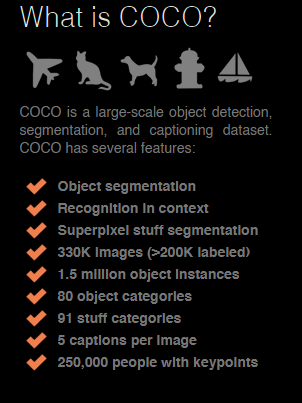 What is COCO?
COCO is a large-scale object detection,
segmentation, and captioning dataset.
COCO has several features:
Object segmentation
Recognition in context
Superpixel stuff segmentation
330K images (>200K labeled)
1.5 million object instances
80 object categories
91 stuff categories
5 captions per image
250,000 people with keypoints